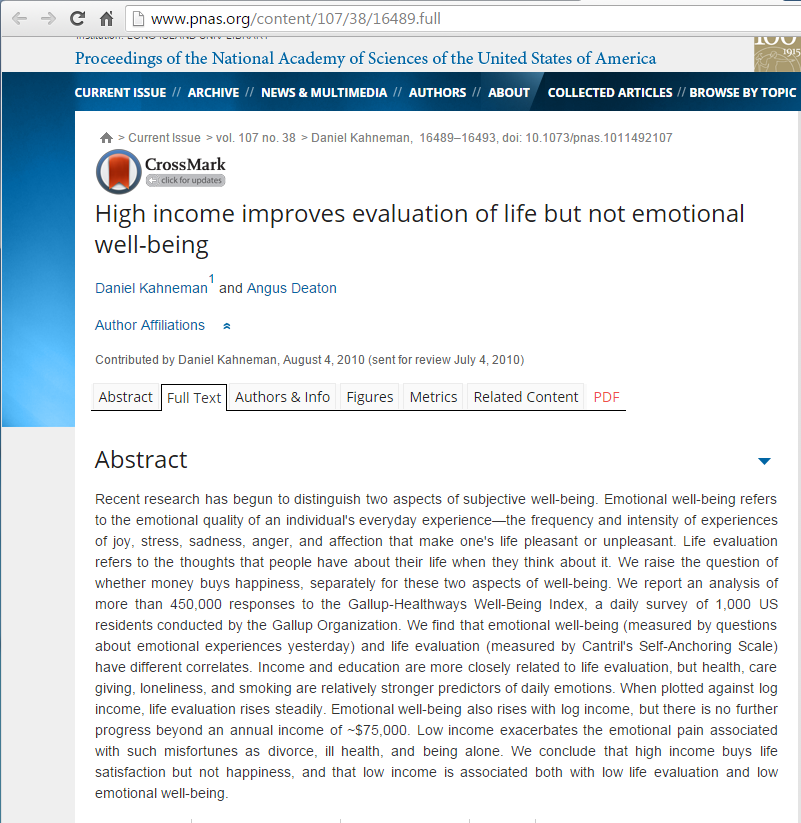 www.pnas.org/content/107/38/16489.full
Proceedings of the National Academy of Sciences of the United States of America
100
1915
CURRENT ISSUE // ARCHIVE // NEWS & MULTIMEDIA // AUTHORS // ABOUT COLLECTED ARTICLES // BROWSE BY TOPIC
> Current Issue > vol. 107 no. 38 > Daniel Kahneman, 16489–16493, doi: 10.1073/pnas.1011492107
CrossMark
click for updates
High income improves evaluation of life but not emotional
well-being
Daniel Kahneman1 and Angus Deaton
Author Affiliations
Contributed by Daniel Kahneman, August 4, 2010 (sent for review July 4, 2010)
Abstract Full Text Authors & Info Figures Metrics Related Content PDF
Abstract
Recent research has begun to distinguish two aspects of subjective well-being. Emotional well-being refers
to the emotional quality of an individual's everyday experience—the frequency and intensity of experiences
of joy, stress, sadness, anger, and affection that make one's life pleasant or unpleasant. Life evaluation
refers to the thoughts that people have about their life when they think about it. We raise the question of
whether money buys happiness, separately for these two aspects of well-being. We report an analysis of
more than 450,000 responses to the Gallup-Healthways Well-Being Index, a daily survey of 1,000 US
residents conducted by the Gallup Organization. We find that emotional well-being (measured by questions
about emotional experiences yesterday) and life evaluation (measured by Cantril's Self-Anchoring Scale)
have different correlates. Income and education are more closely related to life evaluation, but health, care
giving, loneliness, and smoking are relatively stronger predictors of daily emotions. When plotted against log
income, life evaluation rises steadily. Emotional well-being also rises with log income, but there is no further
progress beyond an annual income of ~$75,000. Low income exacerbates the emotional pain associated
with such misfortunes as divorce, ill health, and being alone. We conclude that high income buys life
satisfaction but not happiness, and that low income is associated both with low life evaluation and low
emotional well-being.